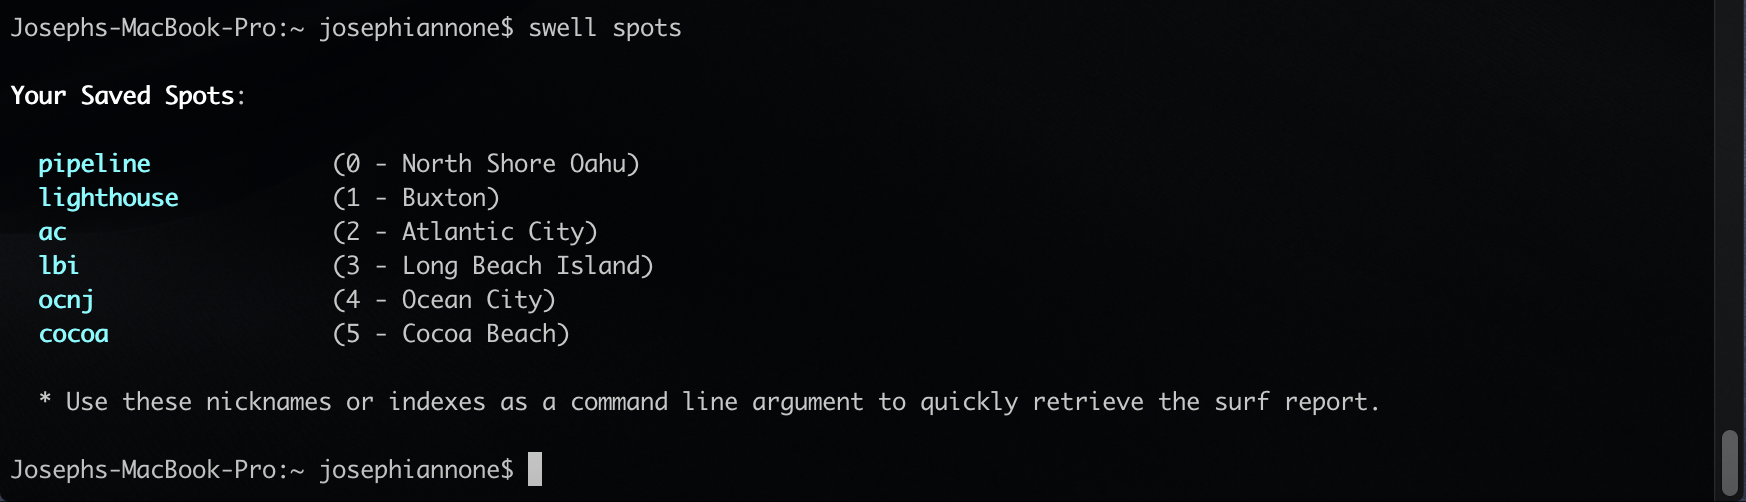 Josephs-MacBook-Pro:~ josephiannone$ swell spots
Your Saved Spots:
pipeline (0 - North Shore Oahu)
lighthouse (1 - Buxton)
ac (2 - Atlantic City)
lbi (3 - Long Beach Island)
ocnj (4 - Ocean City)
cocoa (5 - Cocoa Beach)
* Use these nicknames or indexes as a command line argument to quickly retrieve the surf report.
Josephs-MacBook-Pro:~ josephiannone$